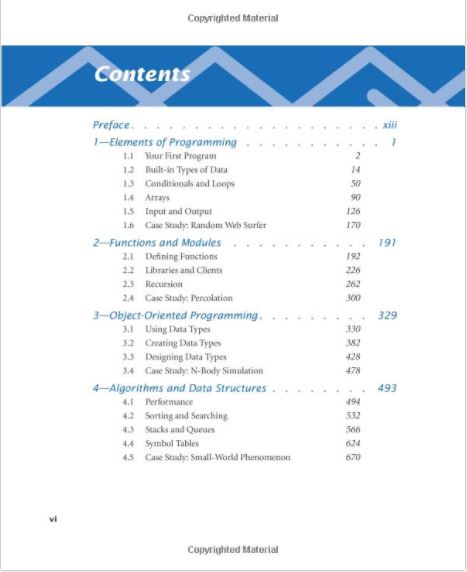 Copyrighted Material
Contents
Preface . . . . . . . . . . . . . . . . . . . . xiii
1—Elements of Programming . . . . . . . . . . 1
1.1 Your First Program 2
1.2 Built-in Types of Data 14
1.3 Conditionals and Loops 50
1.4 Arrays 90
1.5 Input and Output 126
1.6 Case Study: Random Web Surfer 170
2—Functions and Modules . . . . . . . . . . . 191
2.1 Defining Functions 192
2.2 Libraries and Clients 226
2.3 Recursion 262
2.4 Case Study: Percolation 300
3—Object-Oriented Programming . . . . . . . . . 329
3.1 Using Data Types 330
3.2 Creating Data Types 382
3.3 Designing Data Types 428
3.4 Case Study: N-Body Simulation 478
4—Algorithms and Data Structures . . . . . . . . 493
4.1 Performance 494
4.2 Sorting and Searching 532
4.3 Stacks and Queues 566
4.4 Symbol Tables 624
4.5 Case Study: Small-World Phenomenon 670
vi
Copyrighted Material